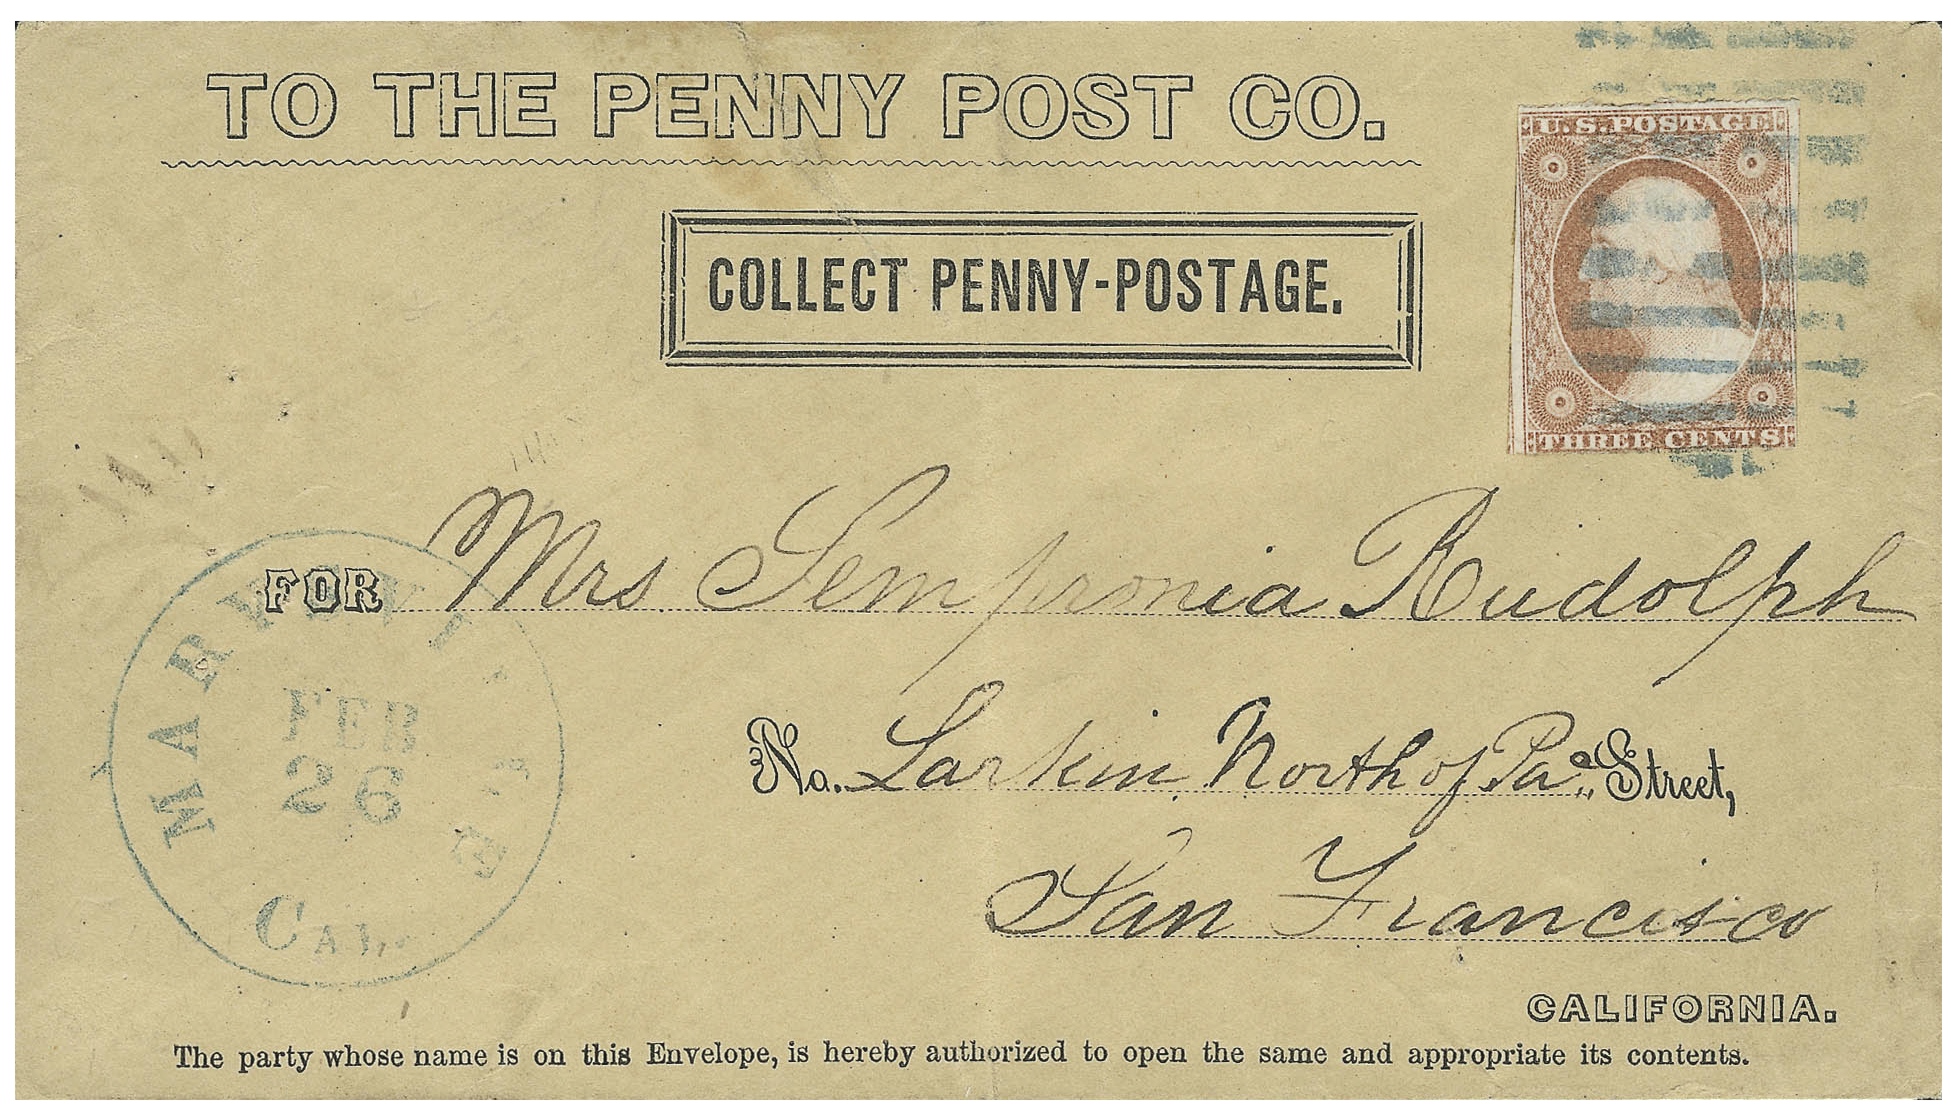 TO THE PENNY POST CO.
U.S. POSTAGE
COLLECT PENNY-POSTAGE.
THREE CENTS
FOR Mrs Sempronia Rudolph
MARYSVILLE
FEB
26
CAL.
No. Larkin North of Pa. Street,
San Francisco
CALIFORNIA.
The party whose name is on this Envelope, is hereby authorized to open the same and appropriate its contents.